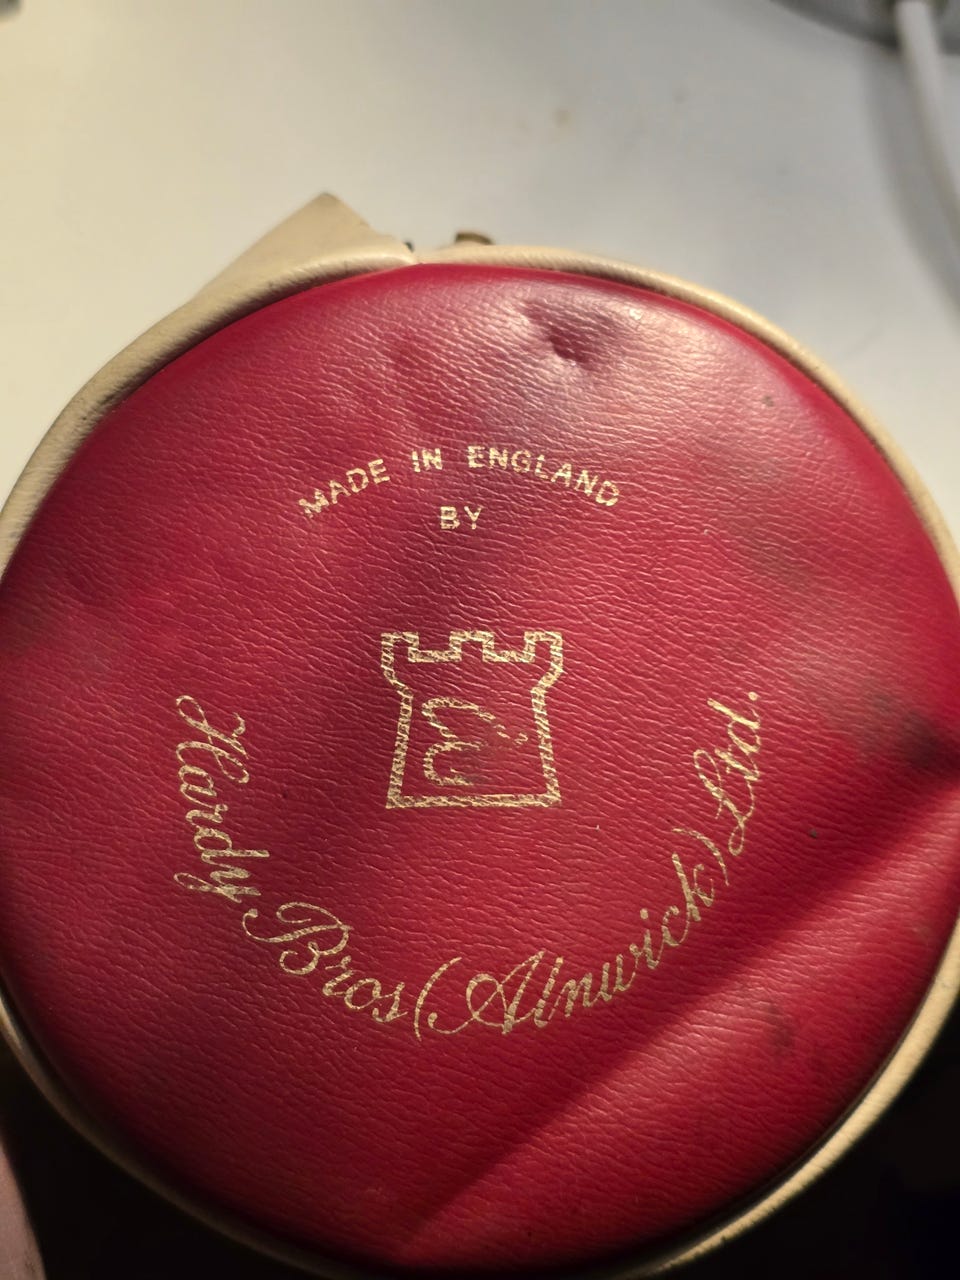 MADE IN ENGLAND
BY
Hardy Bros (Alnwick) Ltd.